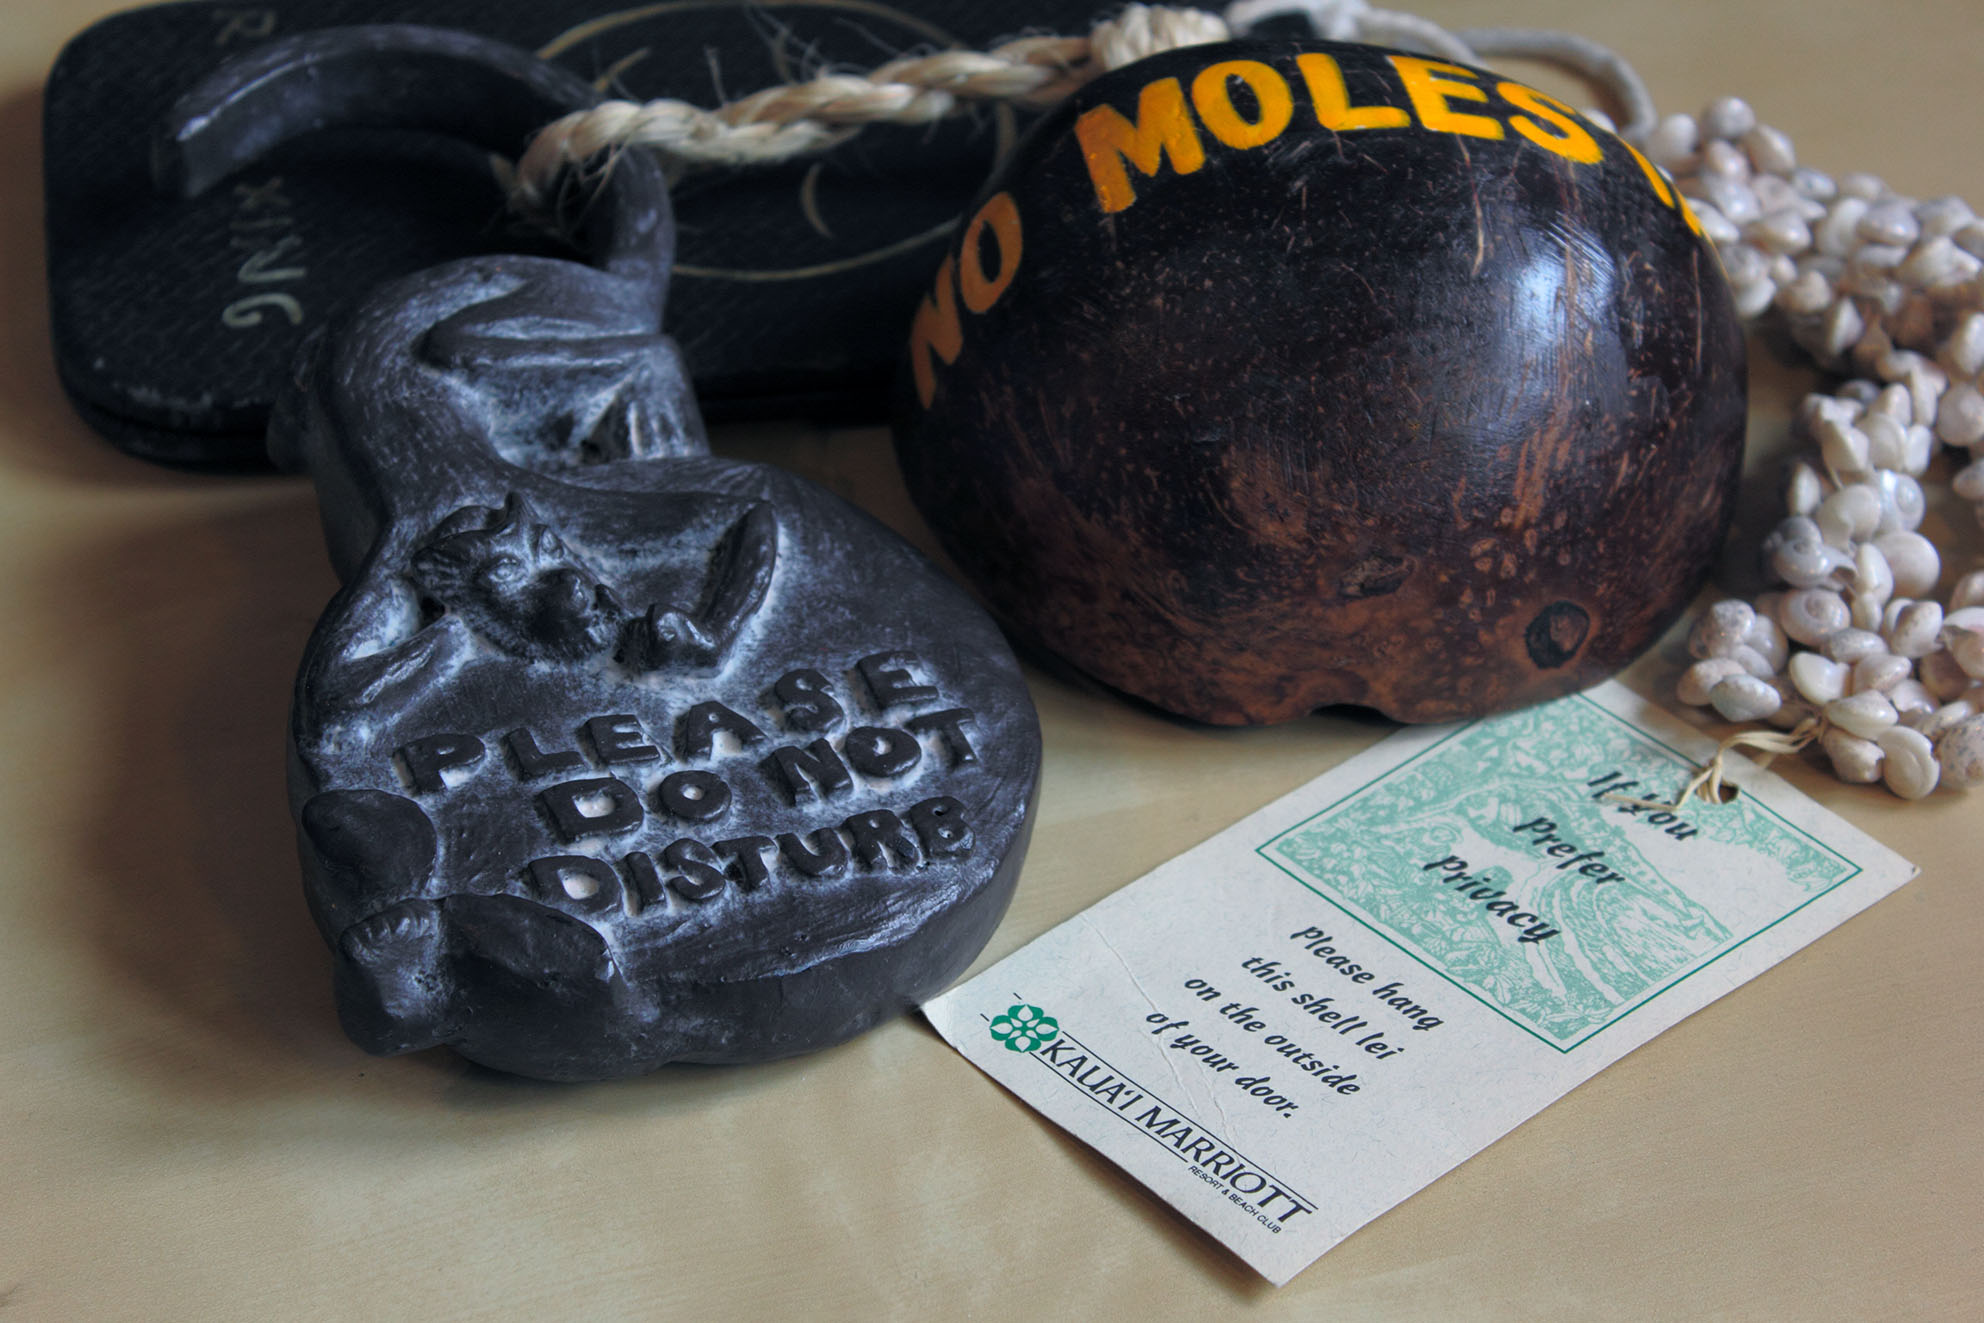 R
XING
NO MOLES
PLEASE
DO NOT
DISTURB
If You
Prefer
Privacy
Please hang
this shell lei
on the outside
of your door.
KAUA'I MARRIOTT
RESORT & BEACH CLUB